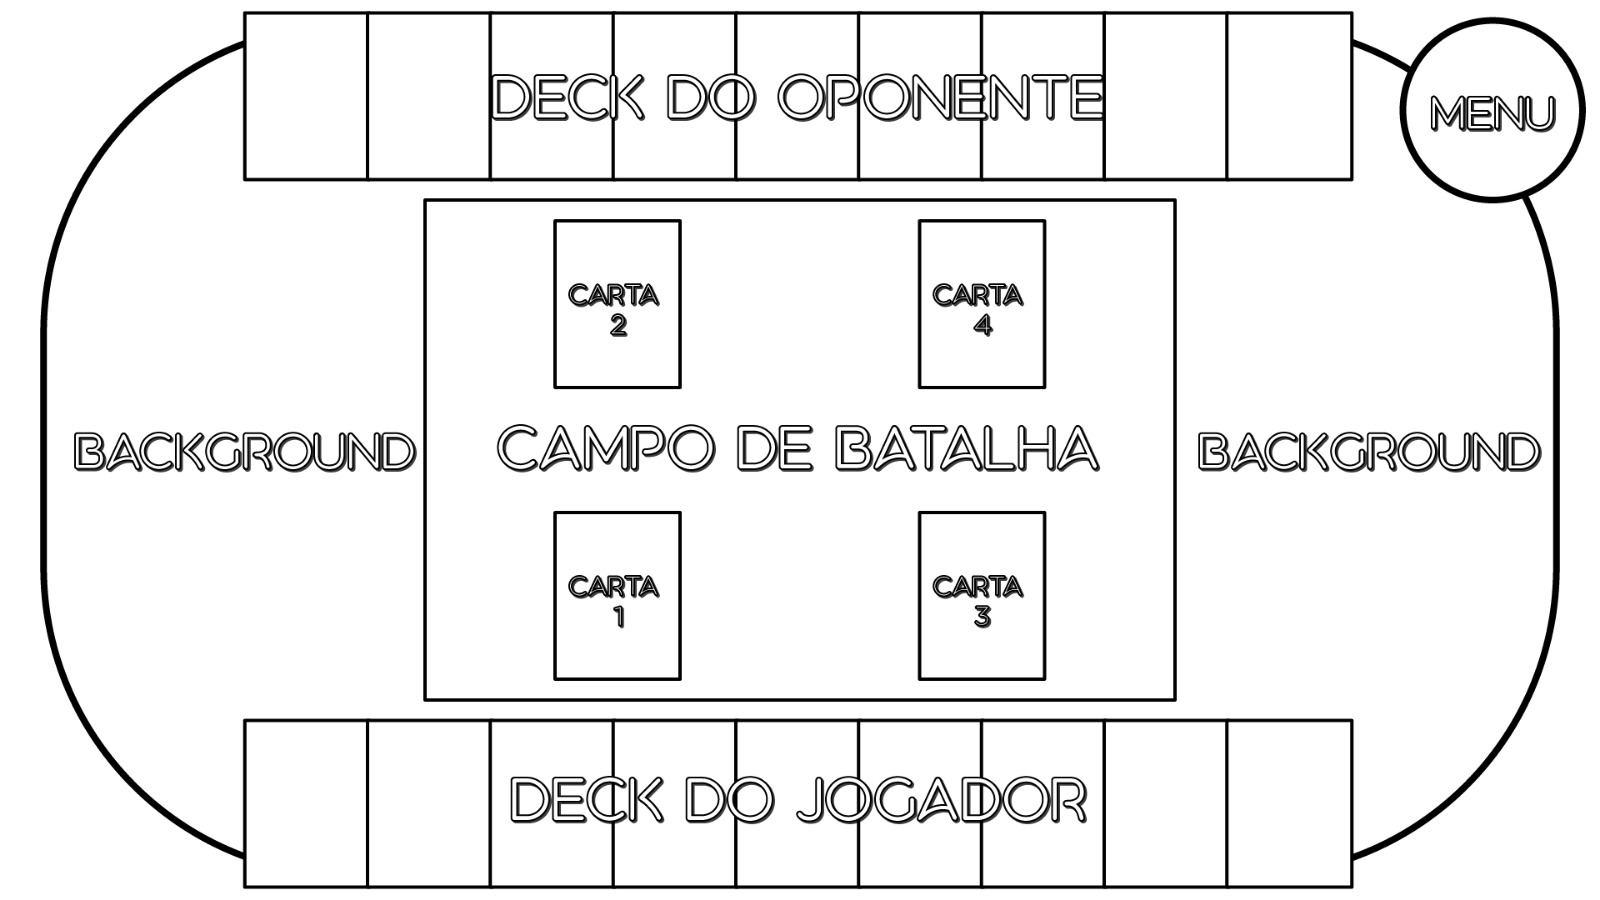 DECK DO OPONENTE
MENU
CARTA
2
CARTA
4
BACKGROUND
CAMPO DE BATALHA
BACKGROUND
CARTA
1
CARTA
3
DECK DO JOGADOR